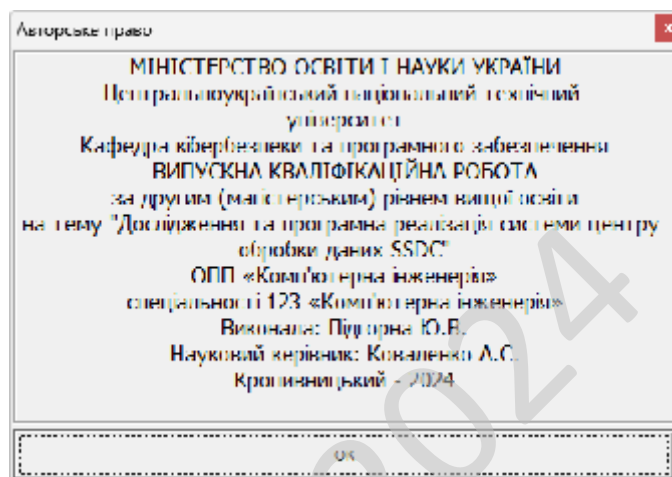 Авторське право
МІНІСТЕРСТВО ОСВІТИ І НАУКИ УКРАЇНИ
Центральноукраїнський національний технічний
університет
Кафедра кібербезпеки та програмного забезпечення
ВИПУСКНА КВАЛІФІКАЦІЙНА РОБОТА
за другим (магістерським) рівнем вищої освіти
на тему "Дослідження та програмна реалізація системи центру
обробки даних SSDC"
ОПП «Комп'ютерна інженерія»
спеціальності 123 «Комп'ютерна інженерія»
Виконала: Підгорна Ю.В.
Науковий керівник: Коваленко А.С.
Кропивницький - 2024
ОК
2024